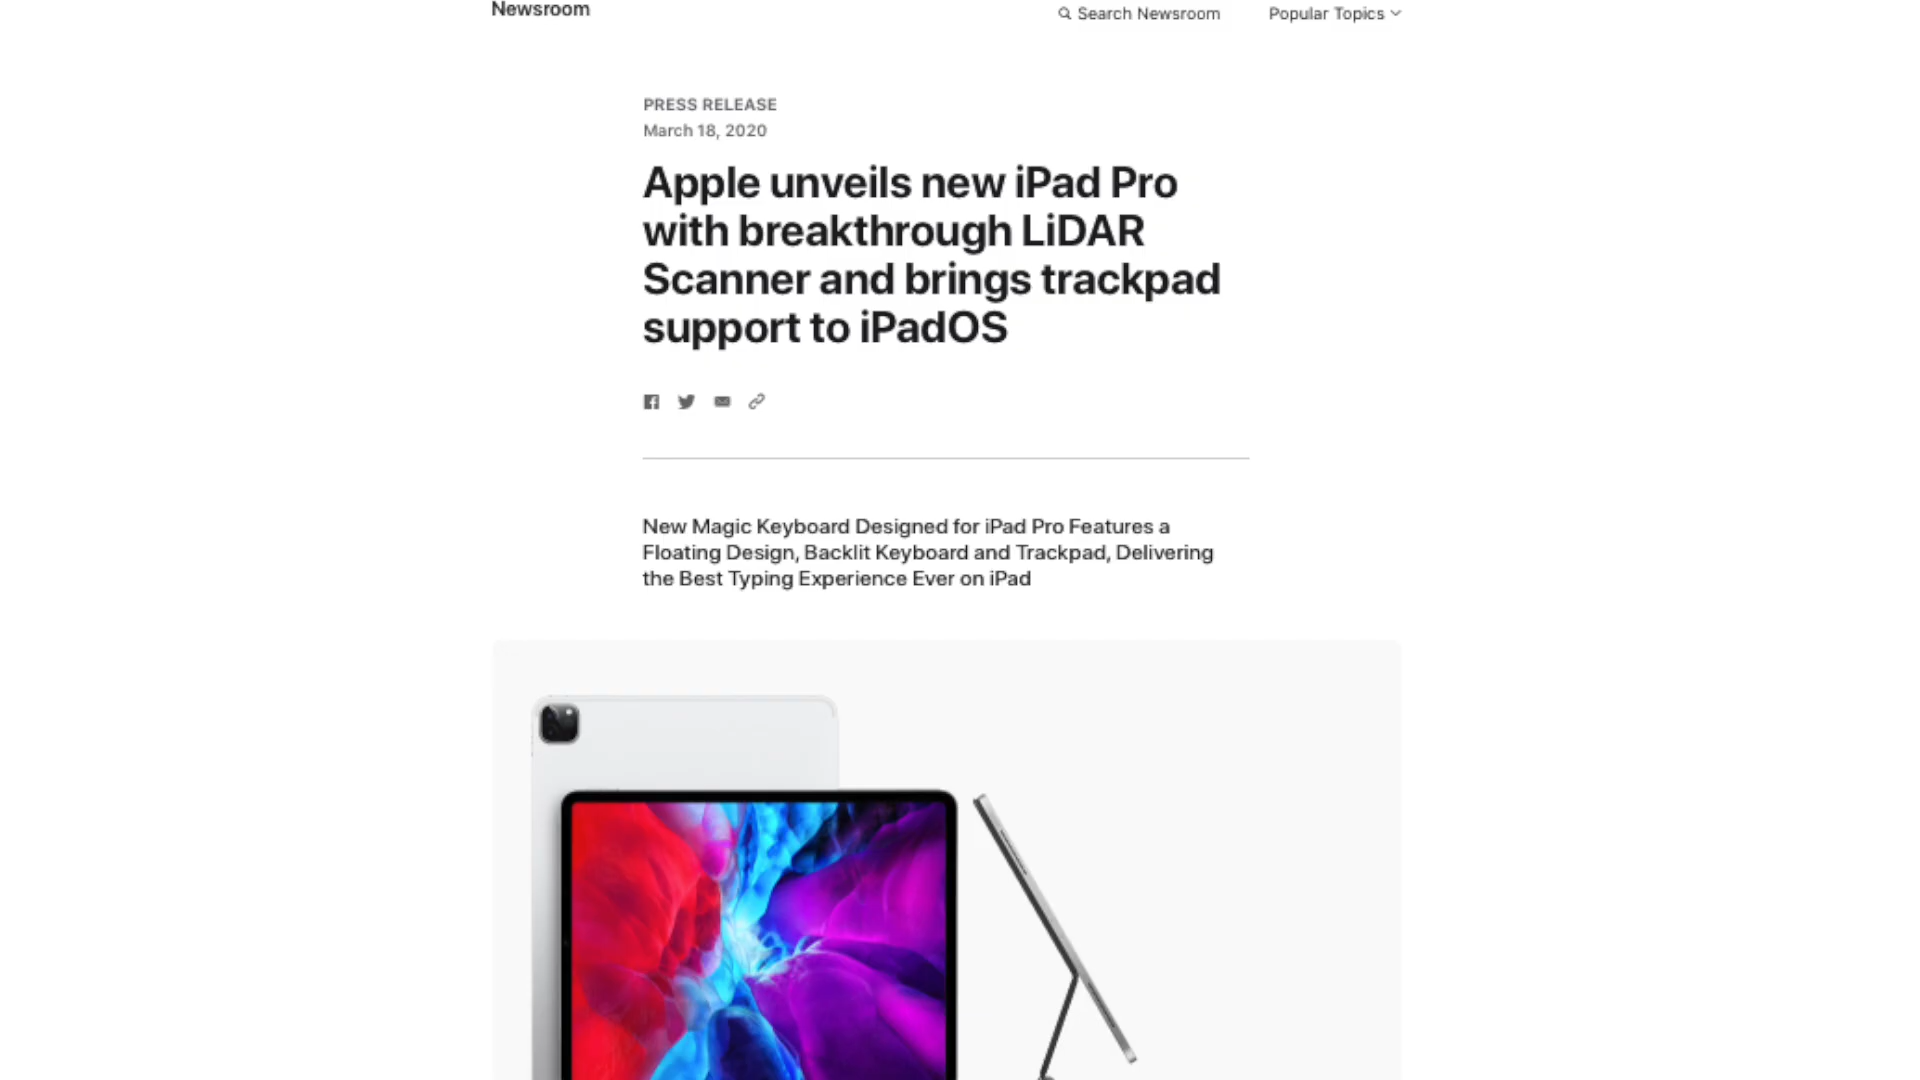 Newsroom
Search Newsroom
Popular Topics
PRESS RELEASE
March 18, 2020
Apple unveils new iPad Pro
with breakthrough LiDAR
Scanner and brings trackpad
support to iPadOS
New Magic Keyboard Designed for iPad Pro Features a
Floating Design, Backlit Keyboard and Trackpad, Delivering
the Best Typing Experience Ever on iPad